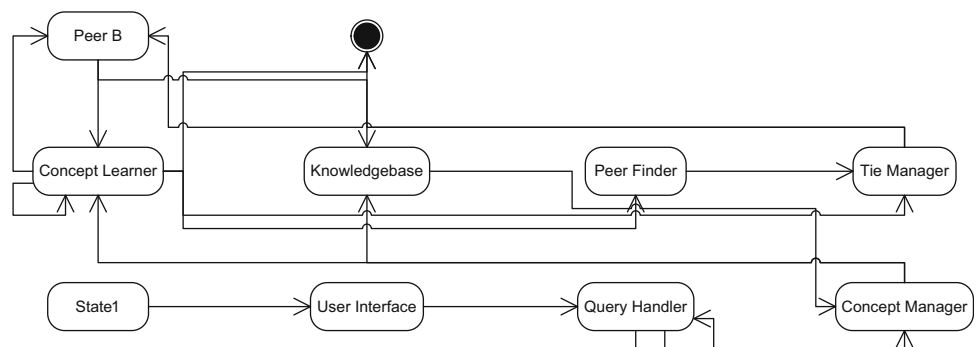 Peer B
Concept Learner
Knowledgebase
Peer Finder
Tie Manager
State1
User Interface
Query Handler
Concept Manager